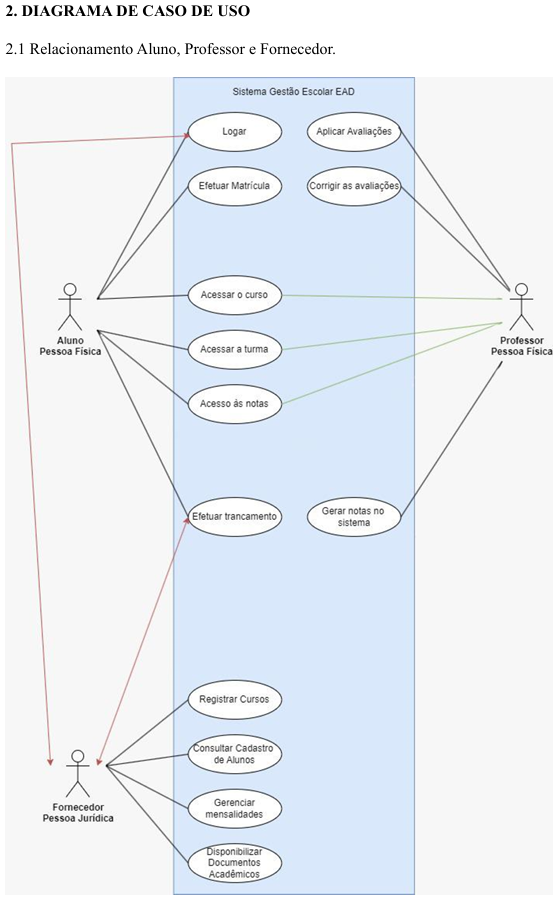 2. DIAGRAMA DE CASO DE USO
2.1 Relacionamento Aluno, Professor e Fornecedor.
Sistema Gestão Escolar EAD
Logar
Aplicar Avaliações
Efetuar Matrícula
Corrigir as avaliações
Acessar o curso
Aluno
Pessoa Física
Professor
Pessoa Física
Acessar a turma
Acesso às notas
Efetuar trancamento
Gerar notas no
sistema
Registrar Cursos
Consultar Cadastro
de Alunos
Fornecedor
Pessoa Jurídica
Gerenciar
mensalidades
Disponibilizar
Documentos
Acadêmicos